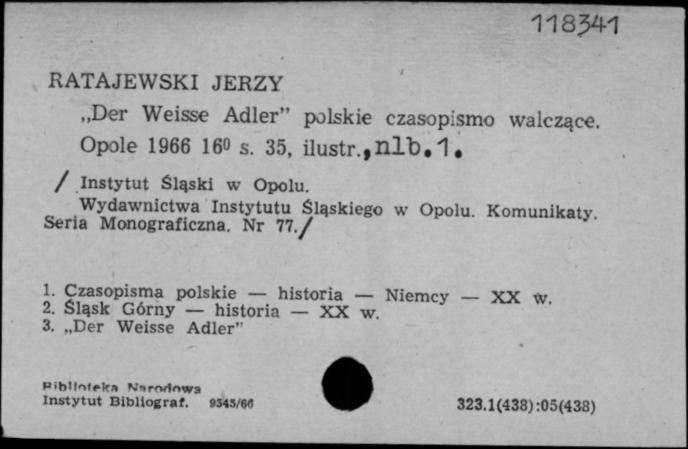 118341
RATAJEWSKI JERZY
„Der Weisse Adler” polskie czasopismo walczące.
Opole 1966 16⁰ s. 35, ilustr., nlb. 1.
/ Instytut Śląski w Opolu.
Wydawnictwa Instytutu Śląskiego w Opolu. Komunikaty.
Seria Monograficzna. Nr 77./
1. Czasopisma polskie — historia — Niemcy — XX w.
2. Śląsk Górny — historia — XX w.
3. „Der Weisse Adler”
Biblioteka Narodowa
Instytut Bibliograf. 9545/66
323.1(438):05(438)